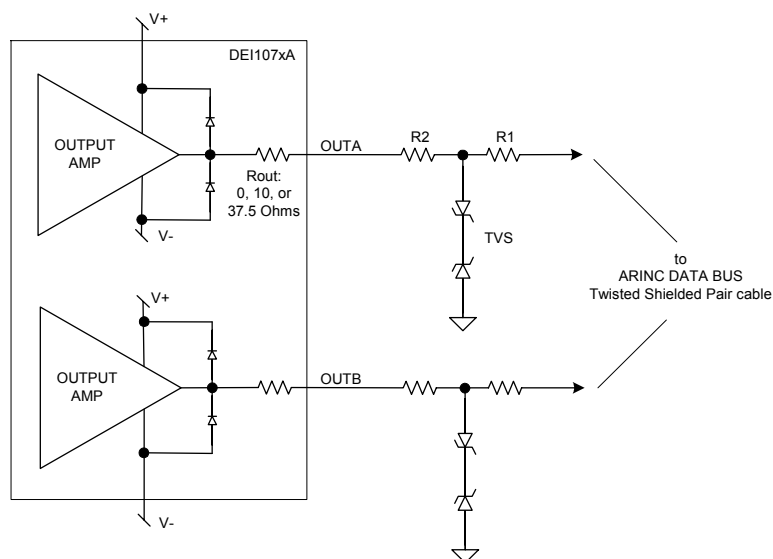 V+
DEI107xA
OUTPUT
AMP
OUTA
R2
R1
Rout:
0, 10, or
37.5 Ohms
V-
TVS
to
ARINC DATA BUS
Twisted Shielded Pair cable
V+
OUTPUT
AMP
OUTB
V-